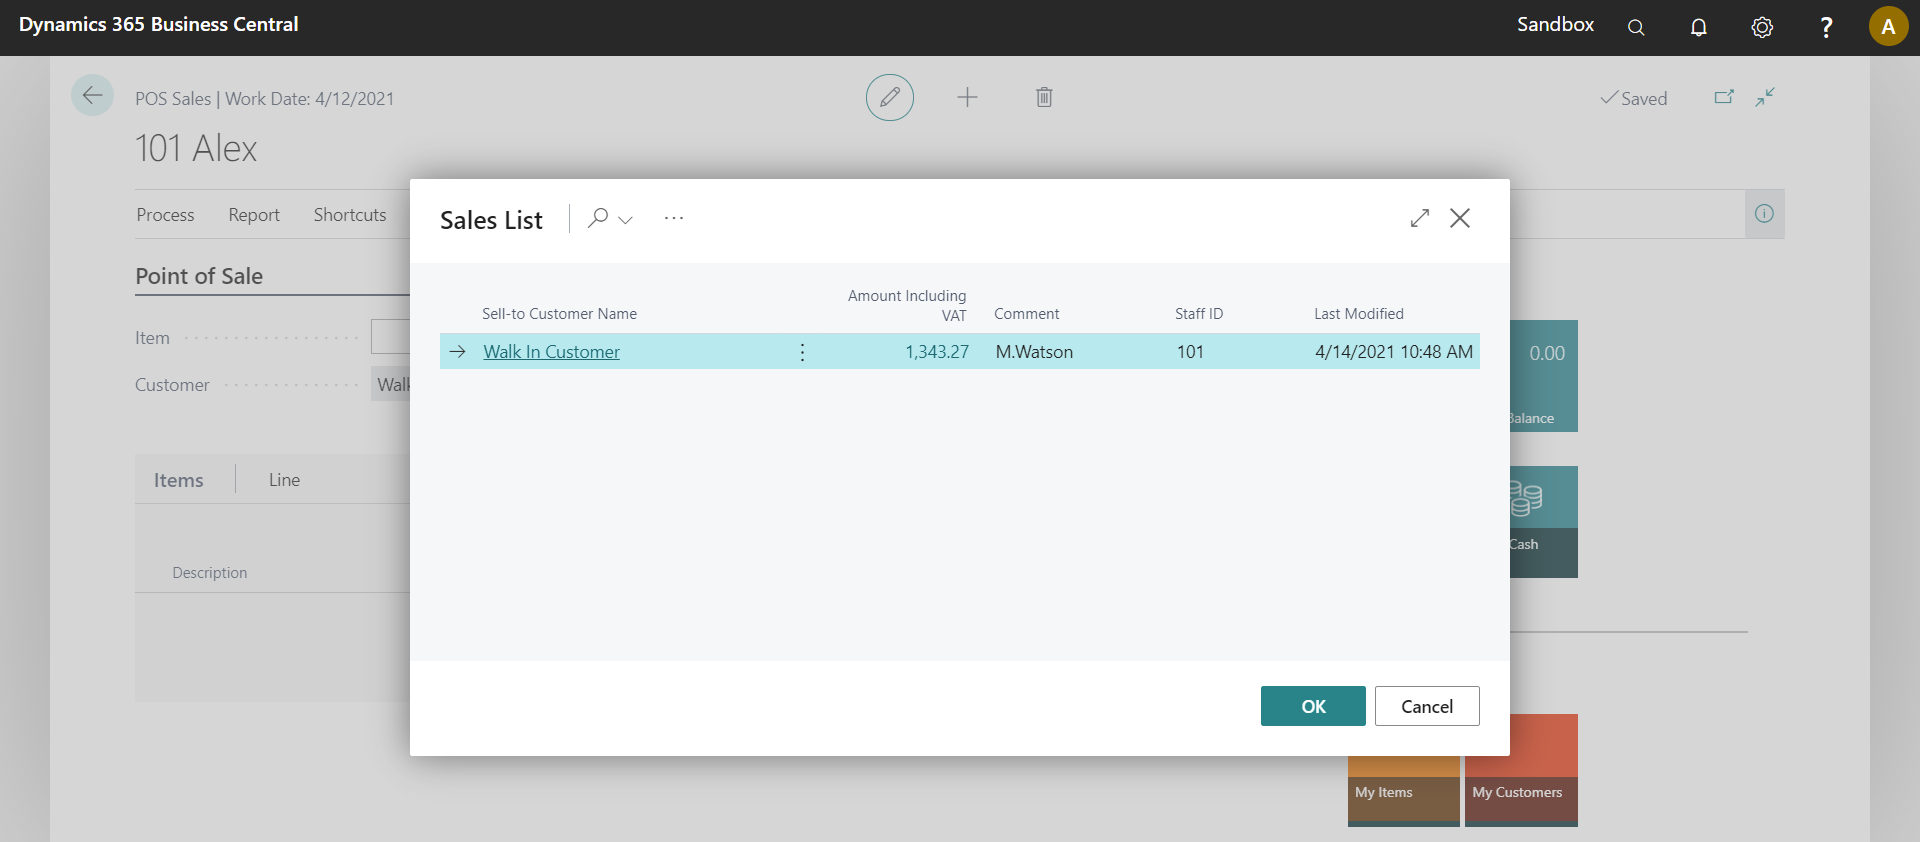 Dynamics 365 Business Central
Sandbox
A
POS Sales | Work Date: 4/12/2021
Saved
101 Alex
Process Report Shortcuts
Sales List
Point of Sale
Item
Customer Walk
Sell-to Customer Name Amount Including VAT Comment Staff ID Last Modified
Walk In Customer 1,343.27 M.Watson 101 4/14/2021 10:48 AM
0.00
Balance
Items Line
Cash
Description
OK Cancel
My Items My Customers